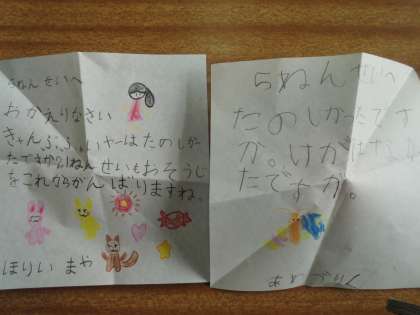 らねん せいへ
おかえりなさい
きゃんぷふぁいやーはたのしかっ
たですか。1ねん せいもおそうじ
をこれからがんばりますね。
ほりい まや
らねん せいへ
たのしかったです
か。けがは
たですか。